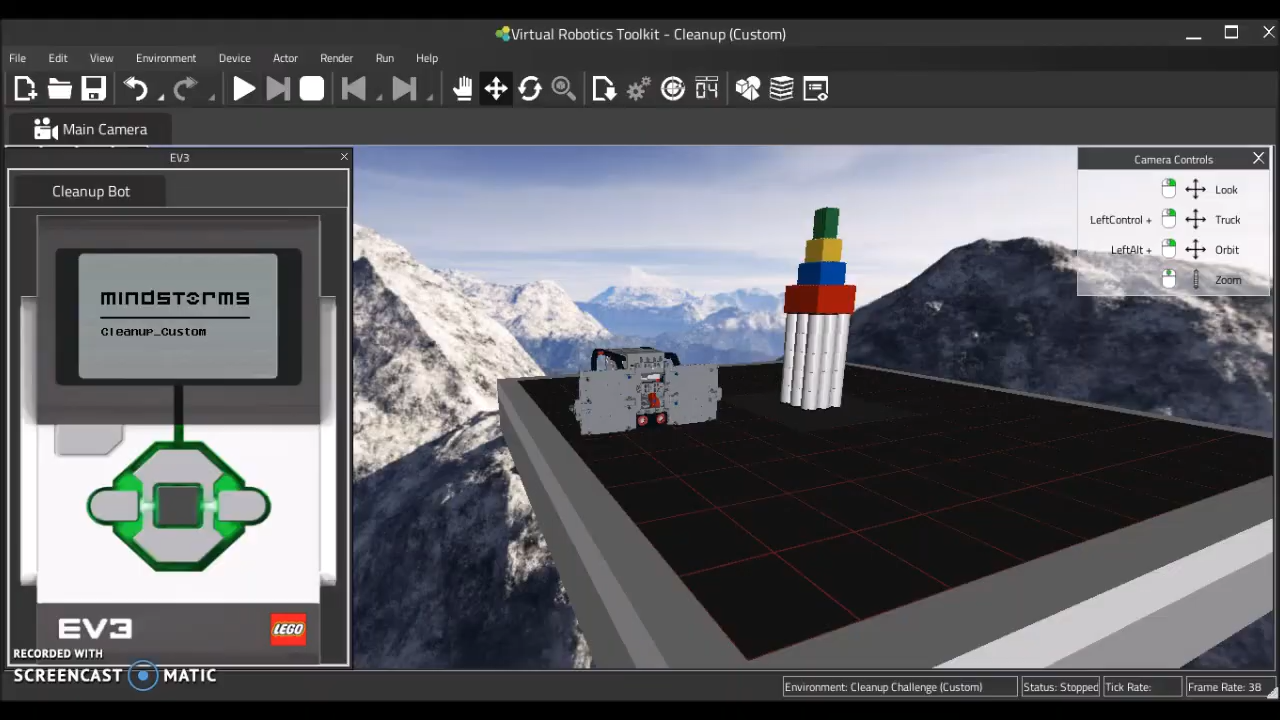 Virtual Robotics Toolkit - Cleanup (Custom)
File Edit View Environment Device Actor Render Run Help
04
Main Camera
EV3
Cleanup Bot
mindstorms
Cleanup_Custom
EV3
LEGO
RECORDED WITH
SCREENCAST MATIC
Camera Controls
Look
LeftControl + Truck
LeftAlt + Orbit
Zoom
Environment: Cleanup Challenge (Custom) Status: Stopped Tick Rate: Frame Rate: 38